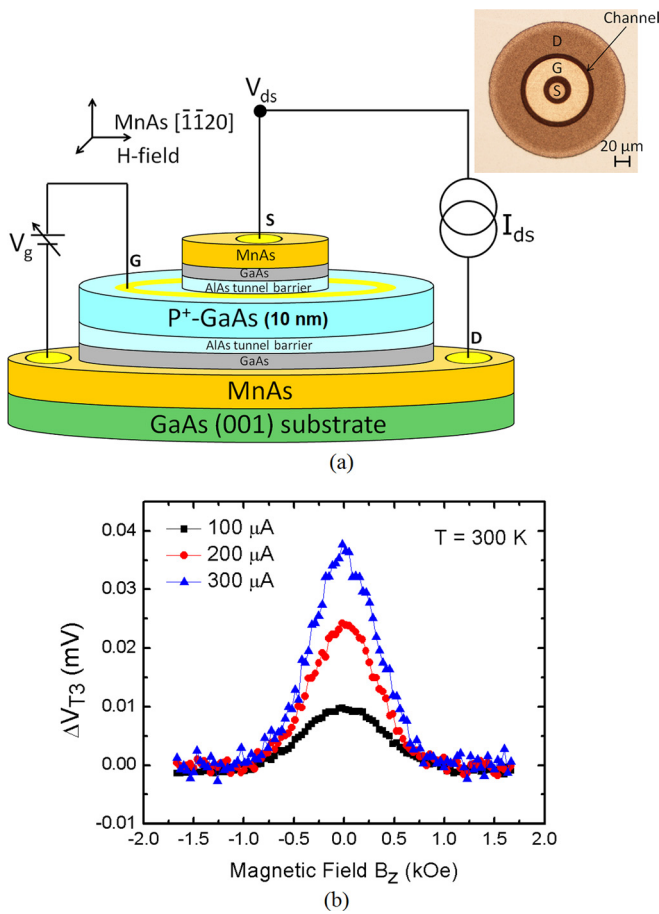 Channel
D
G
S
20 μm
V_ds
MnAs [1̄1̄20]
H-field
V_g
G
S
I_ds
D
MnAs
GaAs
AlAs tunnel barrier
P⁺-GaAs (10 nm)
AlAs tunnel barrier
GaAs
MnAs
GaAs (001) substrate
(a)
100 μA
200 μA
300 μA
T = 300 K
ΔV_T3 (mV)
0.04
0.03
0.02
0.01
0.00
-0.01
-2.0 -1.5 -1.0 -0.5 0.0 0.5 1.0 1.5 2.0
Magnetic Field B_Z (kOe)
(b)